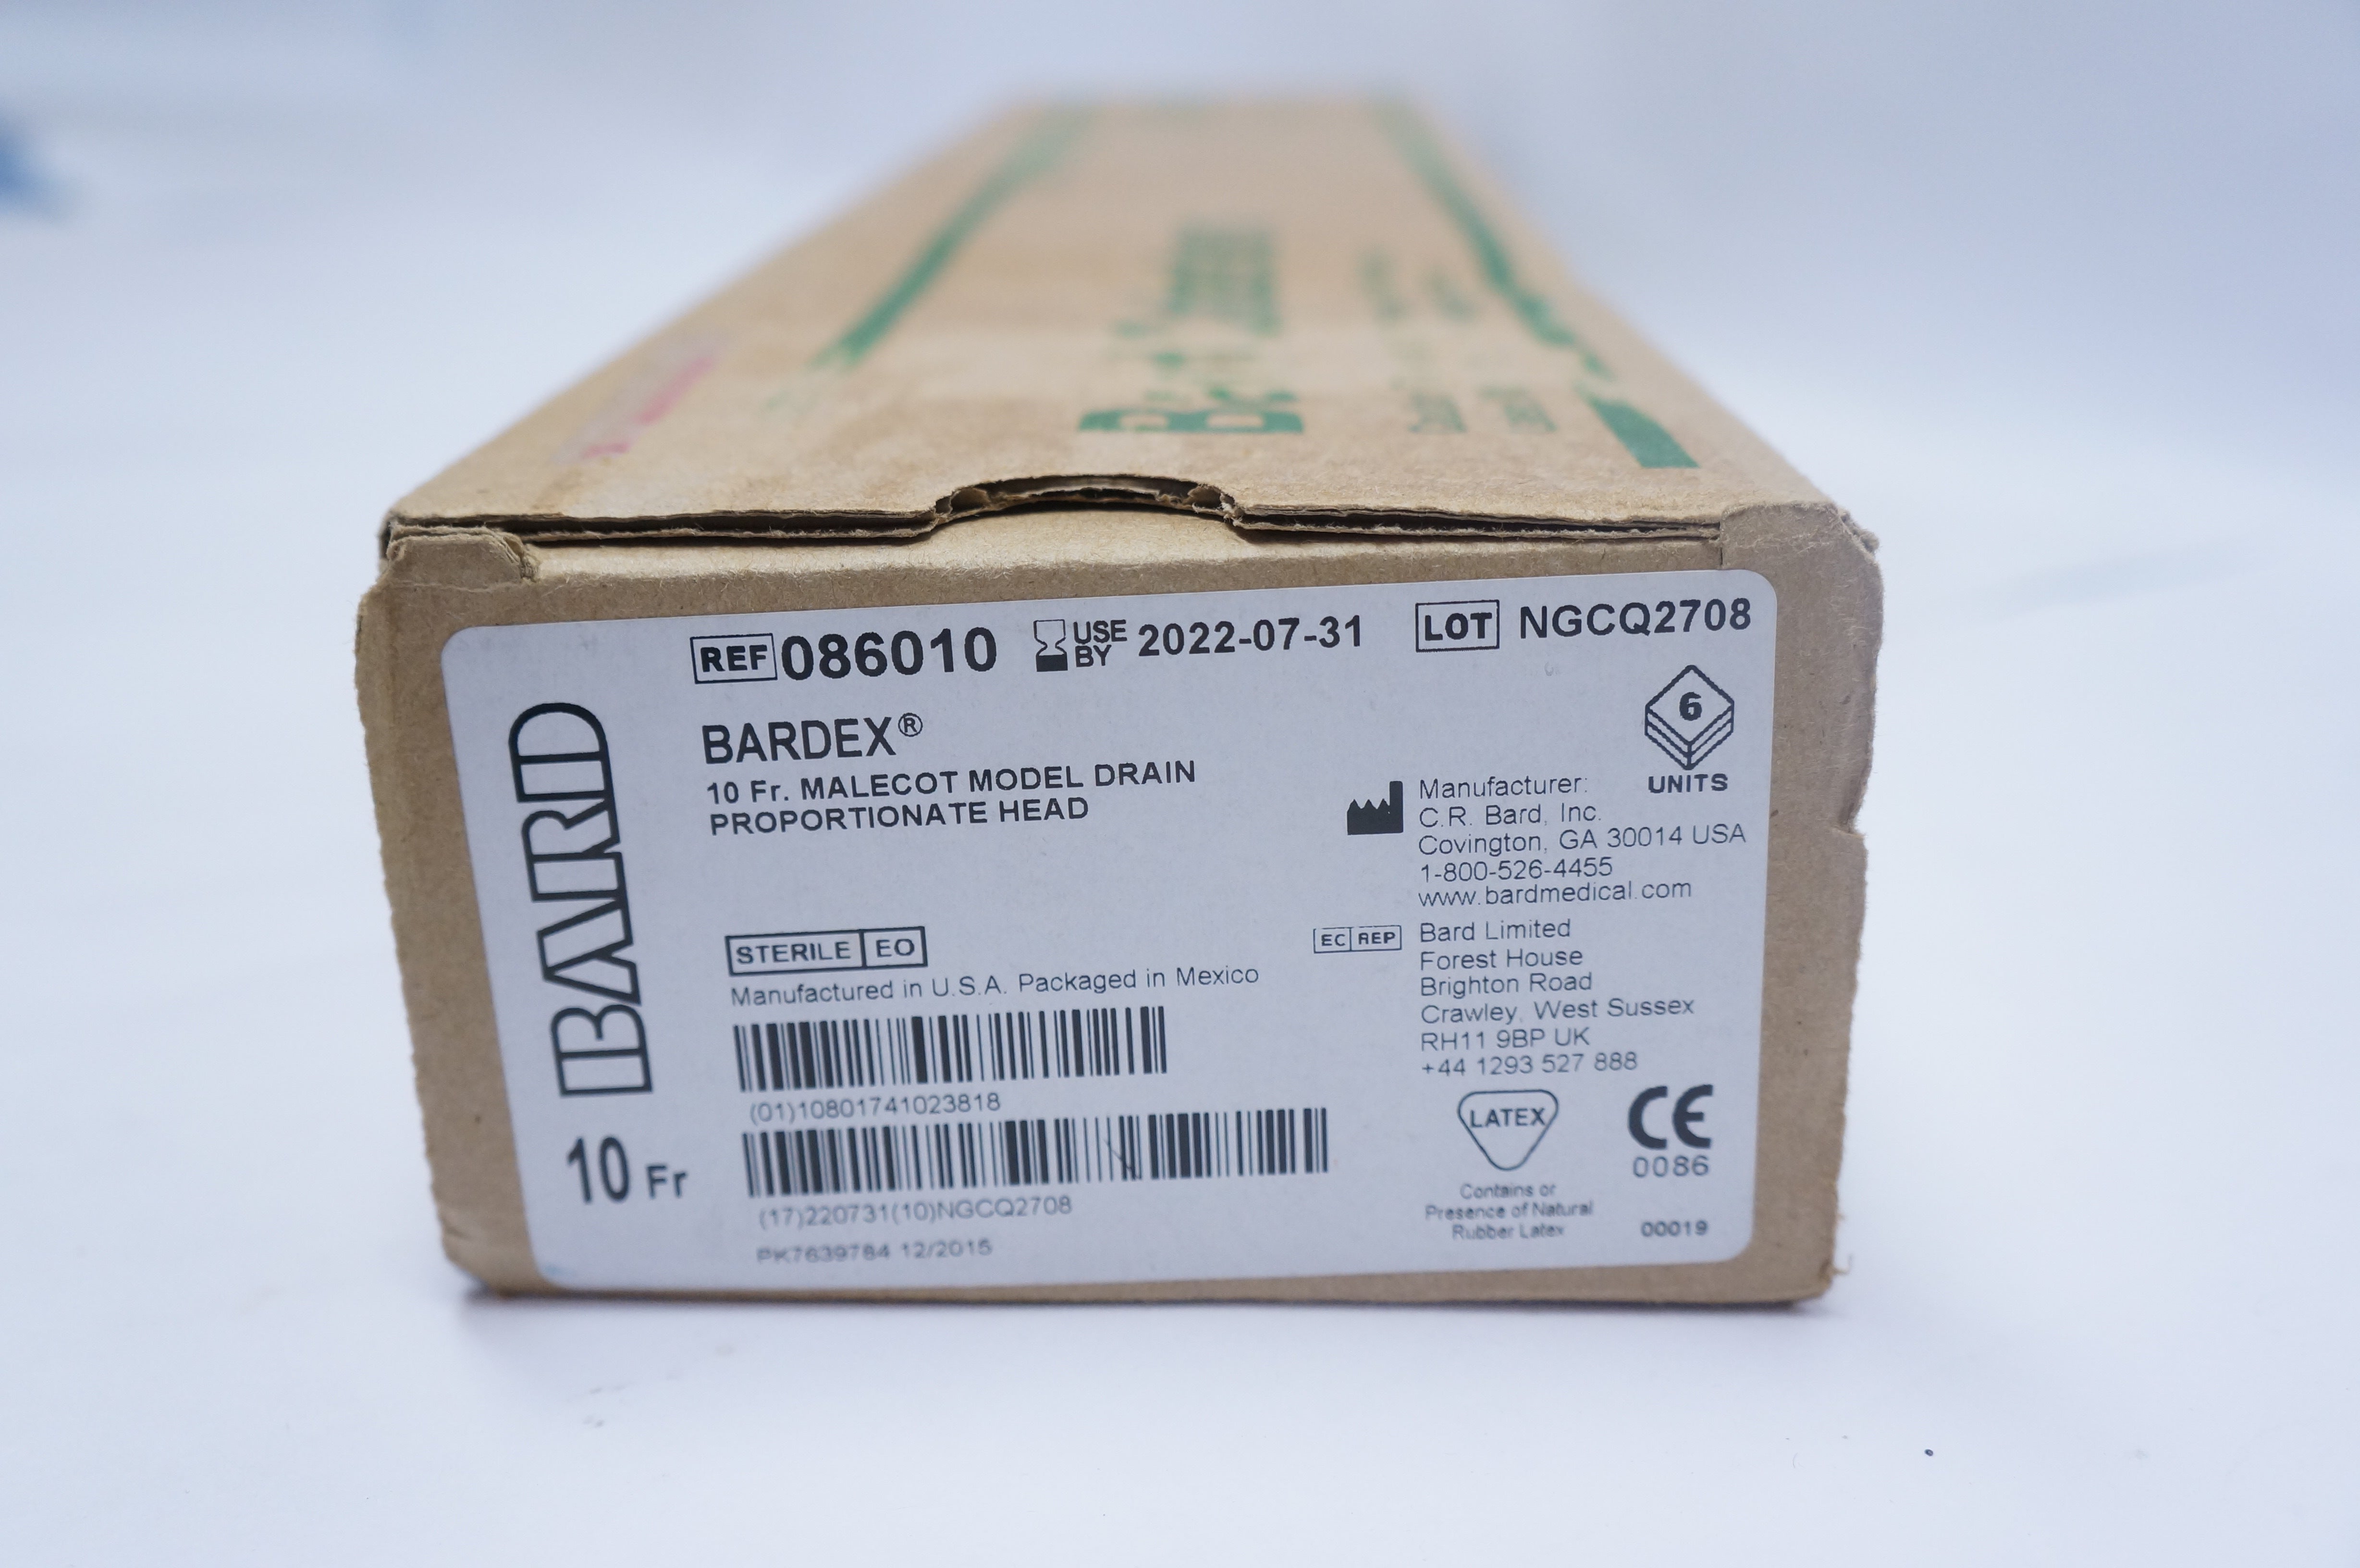 REF 086010 USE BY 2022-07-31 LOT NGCQ2708
BARD
10 Fr
BARDEX®
10 Fr. MALECOT MODEL DRAIN
PROPORTIONATE HEAD
6
UNITS
Manufacturer:
C.R. Bard, Inc.
Covington, GA 30014 USA
1-800-526-4455
www.bardmedical.com
EC REP
Bard Limited
Forest House
Brighton Road
Crawley, West Sussex
RH11 9BP UK
+44 1293 527 888
STERILE EO
Manufactured in U.S.A. Packaged in Mexico
(01)10801741023818
(17)220731(10)NGCQ2708
PK7639784 12/2015
LATEX
Contains or
Presence of Natural
Rubber Latex
CE
0086
00019